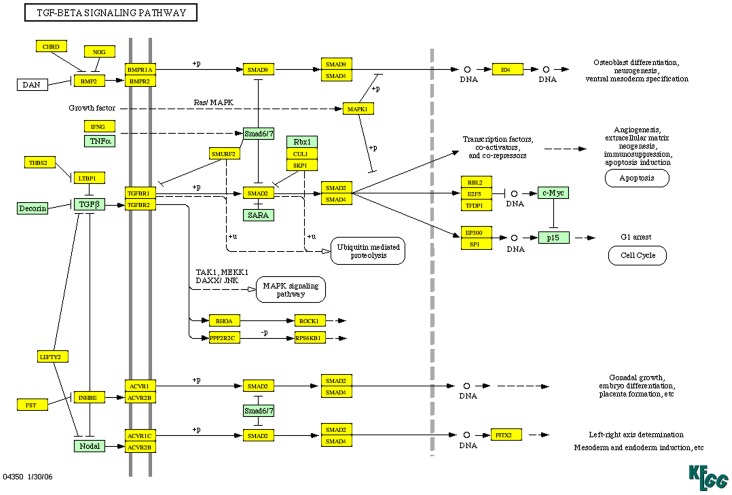 TGF-BETA SIGNALING PATHWAY
CHRD
NOG
DAN
BMP2
BMPR1A
BMPR2
+p
SMAD9
SMAD9
SMAD4
DNA
ID4
DNA
Osteoblast differentiation,
neurogenesis,
ventral mesoderm specification
Growth factor
Ras/ MAPK
MAPK1
+p
+p
IFNG
TNFα
Smad6/7
Rbx1
CUL1
SKP1
SMURF2
Transcription factors,
co-activators,
and co-repressors
Angiogenesis,
extracellular matrix
neogenesis,
immunosuppression,
apoptosis induction
Apoptosis
THBS2
LTBP1
Decorin
TGFβ
TGFBR1
TGFBR2
+p
SMAD2
SARA
SMAD2
SMAD4
RBL2
E2F5
TFDP1
DNA
c-Myc
EP300
SP1
DNA
p15
G1 arrest
Cell Cycle
+u
+u
Ubiquitin mediated
proteolysis
TAK1, MEKK1
DAXX/ JNK
MAPK signaling
pathway
RHOA
ROCK1
PPP2R2C
-p
RPS6KB1
LEFTY2
FST
INHBE
ACVR1
ACVR2B
+p
SMAD2
SMAD2
SMAD4
DNA
Gonadal growth,
embryo differentiation,
placenta formation, etc
Smad6/7
Nodal
ACVR1C
ACVR2B
+p
SMAD2
SMAD2
SMAD4
DNA
PITX2
Left-right axis determination
Mesoderm and endoderm induction, etc
04350 1/30/06
KEGG